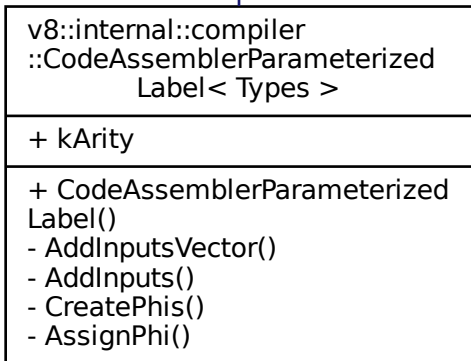 v8::internal::compiler
::CodeAssemblerParameterized
Label< Types >
+ kArity
+ CodeAssemblerParameterized
Label()
- AddInputsVector()
- AddInputs()
- CreatePhis()
- AssignPhi()